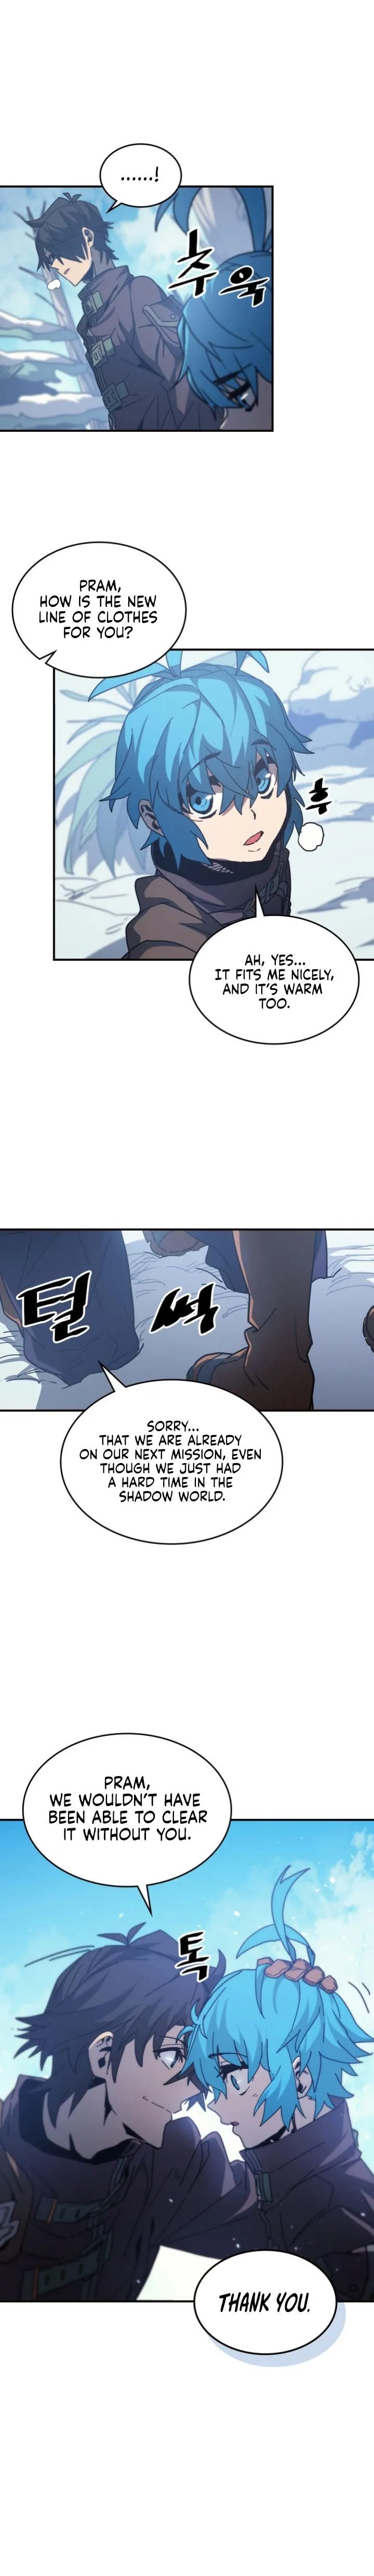 ......!
추욱
PRAM,
HOW IS THE NEW
LINE OF CLOTHES
FOR YOU?
후
AH, YES...
IT FITS ME NICELY,
AND IT'S WARM
TOO.
털 썩
SORRY...
THAT WE ARE ALREADY
ON OUR NEXT MISSION, EVEN
THOUGH WE JUST HAD
A HARD TIME IN THE
SHADOW WORLD.
PRAM,
WE WOULDN'T HAVE
BEEN ABLE TO CLEAR
IT WITHOUT YOU.
톡
THANK YOU.